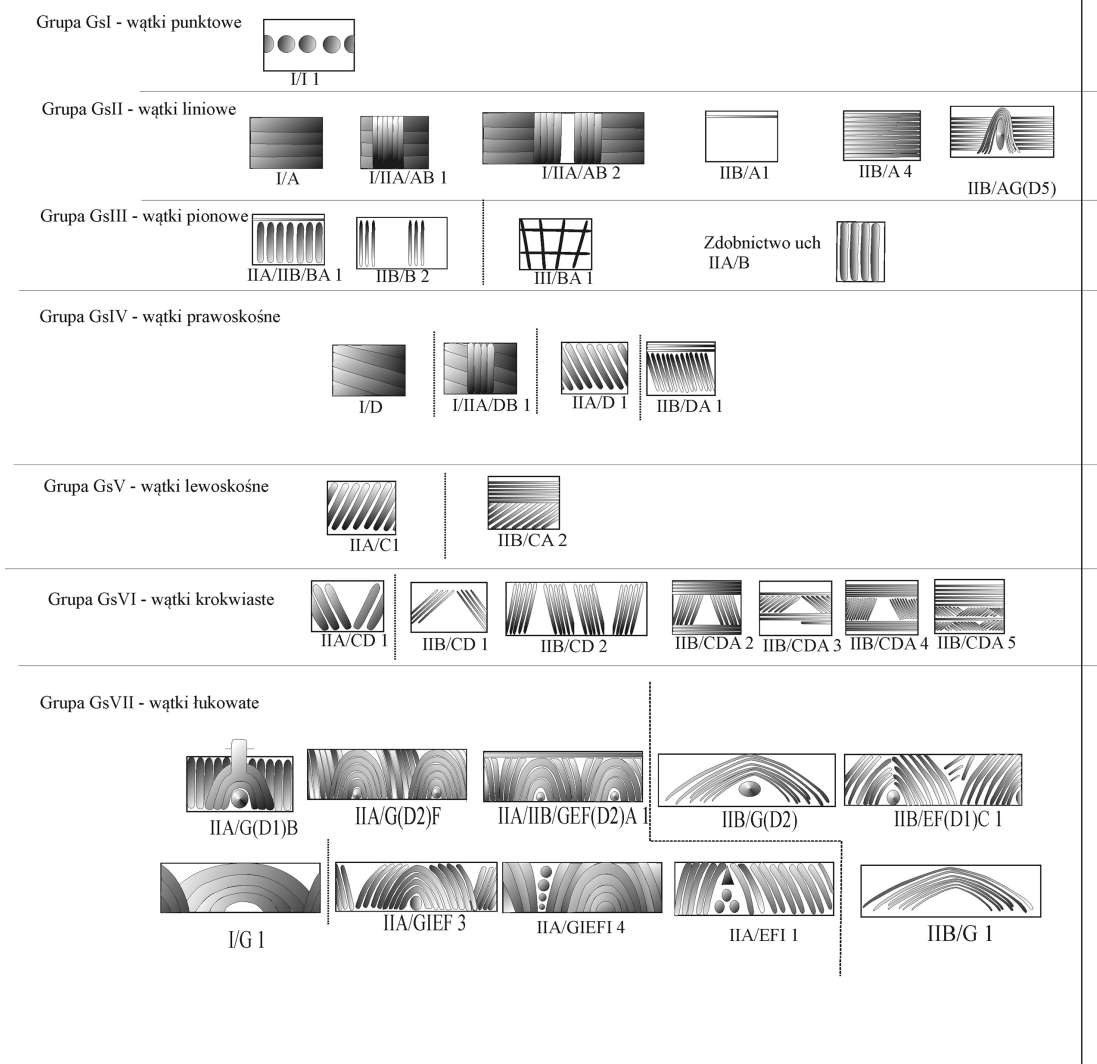 Grupa GsI - wątki punktowe
I/I 1
Grupa GsII - wątki liniowe
I/A
I/IIA/AB 1
I/IIA/AB 2
IIB/A1
IIB/A 4
IIB/AG(D5)
Grupa GsIII - wątki pionowe
IIA/IIB/BA 1
IIB/B 2
III/BA 1
Zdobnictwo uch
IIA/B
Grupa GsIV - wątki prawoskośne
I/D
I/IIA/DB 1
IIA/D 1
IIB/DA 1
Grupa GsV - wątki lewoskośne
IIA/C1
IIB/CA 2
Grupa GsVI - wątki krokwiaste
IIA/CD 1
IIB/CD 1
IIB/CD 2
IIB/CDA 2
IIB/CDA 3
IIB/CDA 4
IIB/CDA 5
Grupa GsVII - wątki łukowate
IIA/G(D1)B
IIA/G(D2)F
IIA/IIB/GEF(D2)A 1
IIB/G(D2)
IIB/EF(D1)C 1
I/G 1
IIA/GIEF 3
IIA/GIEFI 4
IIA/EFI 1
IIB/G 1